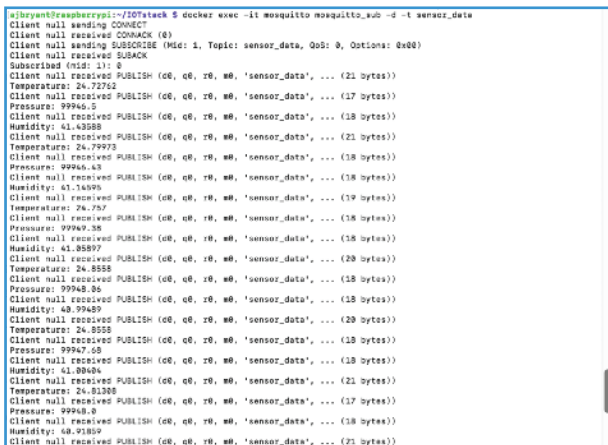 ajbryant@raspberrypi:~/IOTstack $ docker exec -it mosquitto mosquitto_sub -d -t sensor_data
Client null sending CONNECT
Client null received CONNACK (0)
Client null sending SUBSCRIBE (Mid: 1, Topic: sensor_data, QoS: 0, Options: 0x00)
Client null received SUBACK
Subscribed (mid: 1): 0
Client null received PUBLISH (d0, q0, r0, m0, 'sensor_data', ... (21 bytes))
Temperature: 24.72762
Client null received PUBLISH (d0, q0, r0, m0, 'sensor_data', ... (17 bytes))
Pressure: 99946.5
Client null received PUBLISH (d0, q0, r0, m0, 'sensor_data', ... (18 bytes))
Humidity: 41.43588
Client null received PUBLISH (d0, q0, r0, m0, 'sensor_data', ... (21 bytes))
Temperature: 24.79973
Client null received PUBLISH (d0, q0, r0, m0, 'sensor_data', ... (18 bytes))
Pressure: 99946.43
Client null received PUBLISH (d0, q0, r0, m0, 'sensor_data', ... (18 bytes))
Humidity: 41.14695
Client null received PUBLISH (d0, q0, r0, m0, 'sensor_data', ... (19 bytes))
Temperature: 24.757
Client null received PUBLISH (d0, q0, r0, m0, 'sensor_data', ... (18 bytes))
Pressure: 99949.38
Client null received PUBLISH (d0, q0, r0, m0, 'sensor_data', ... (18 bytes))
Humidity: 41.05897
Client null received PUBLISH (d0, q0, r0, m0, 'sensor_data', ... (20 bytes))
Temperature: 24.8558
Client null received PUBLISH (d0, q0, r0, m0, 'sensor_data', ... (18 bytes))
Pressure: 99948.06
Client null received PUBLISH (d0, q0, r0, m0, 'sensor_data', ... (18 bytes))
Humidity: 40.99489
Client null received PUBLISH (d0, q0, r0, m0, 'sensor_data', ... (20 bytes))
Temperature: 24.8558
Client null received PUBLISH (d0, q0, r0, m0, 'sensor_data', ... (18 bytes))
Pressure: 99947.68
Client null received PUBLISH (d0, q0, r0, m0, 'sensor_data', ... (18 bytes))
Humidity: 41.00404
Client null received PUBLISH (d0, q0, r0, m0, 'sensor_data', ... (21 bytes))
Temperature: 24.81308
Client null received PUBLISH (d0, q0, r0, m0, 'sensor_data', ... (17 bytes))
Pressure: 99948.0
Client null received PUBLISH (d0, q0, r0, m0, 'sensor_data', ... (18 bytes))
Humidity: 40.91859
Client null received PUBLISH (d0, q0, r0, m0, 'sensor_data', ... (21 bytes))